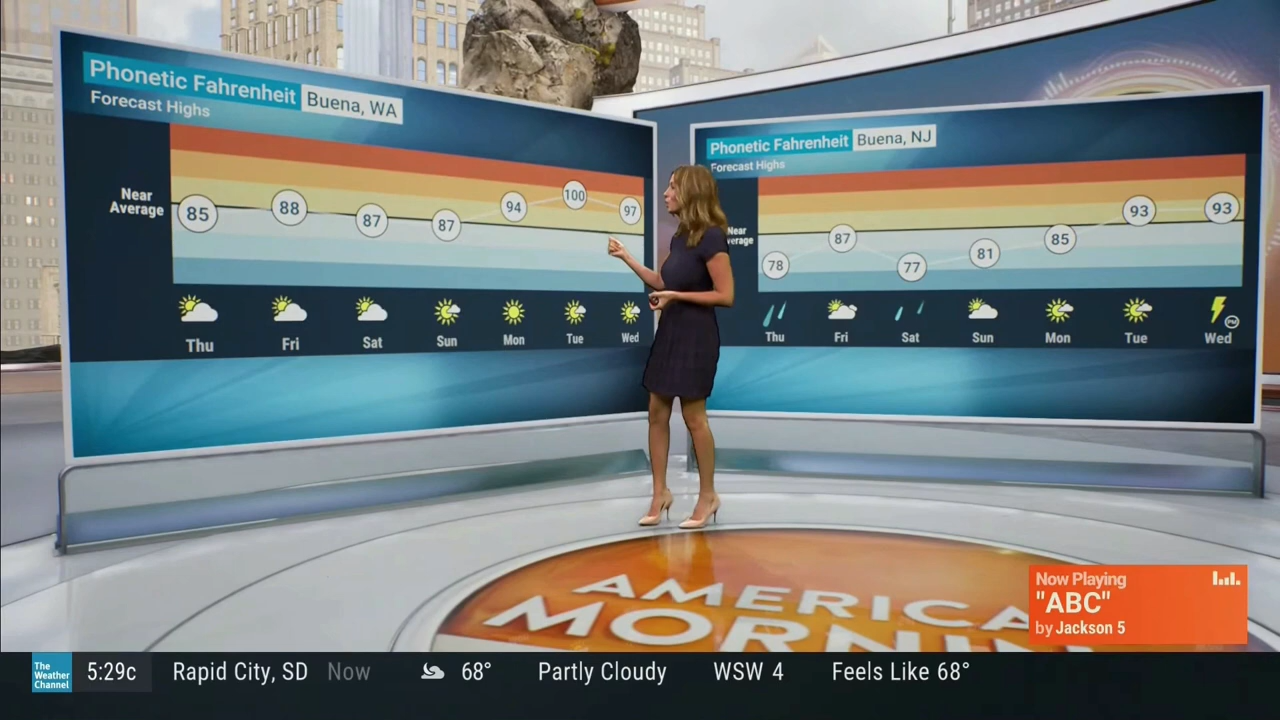 Phonetic Fahrenheit Buena, WA
Forecast Highs
Near
Average
85 88 87 87 94 100 97
Thu Fri Sat Sun Mon Tue Wed
Phonetic Fahrenheit Buena, NJ
Forecast Highs
Near
Average
78 87 77 81 85 93 93
PM
Thu Fri Sat Sun Mon Tue Wed
AMERICA
MORNIN
Now Playing
"ABC"
by Jackson 5
The
Weather
Channel
5:29c Rapid City, SD Now 68° Partly Cloudy WSW 4 Feels Like 68°